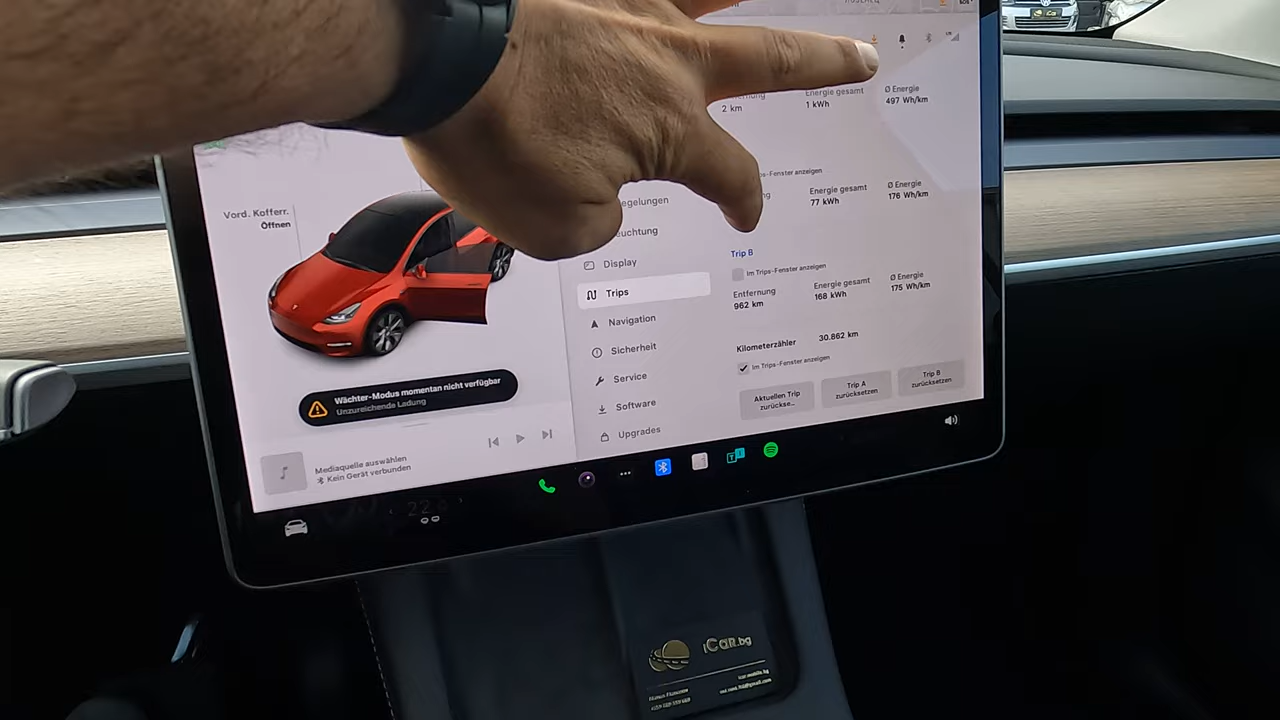 Vord. Kofferr.
Öffnen
Wächter-Modus momentan nicht verfügbar
Unzureichende Ladung
Mediaquelle auswählen
Kein Gerät verbunden
Display
Trips
Navigation
Sicherheit
Service
Software
Upgrades
Energie gesamt
Ø Energie
2 km
1 kWh
497 Wh/km
Energie gesamt
Ø Energie
77 kWh
176 Wh/km
Trip B
Im Trips-Fenster anzeigen
Entfernung
Energie gesamt
Ø Energie
962 km
168 kWh
175 Wh/km
Kilometerzähler
30.862 km
Im Trips-Fenster anzeigen
Aktuellen Trip
zurückse...
Trip A
zurücksetzen
Trip B
zurücksetzen
iCar.bg